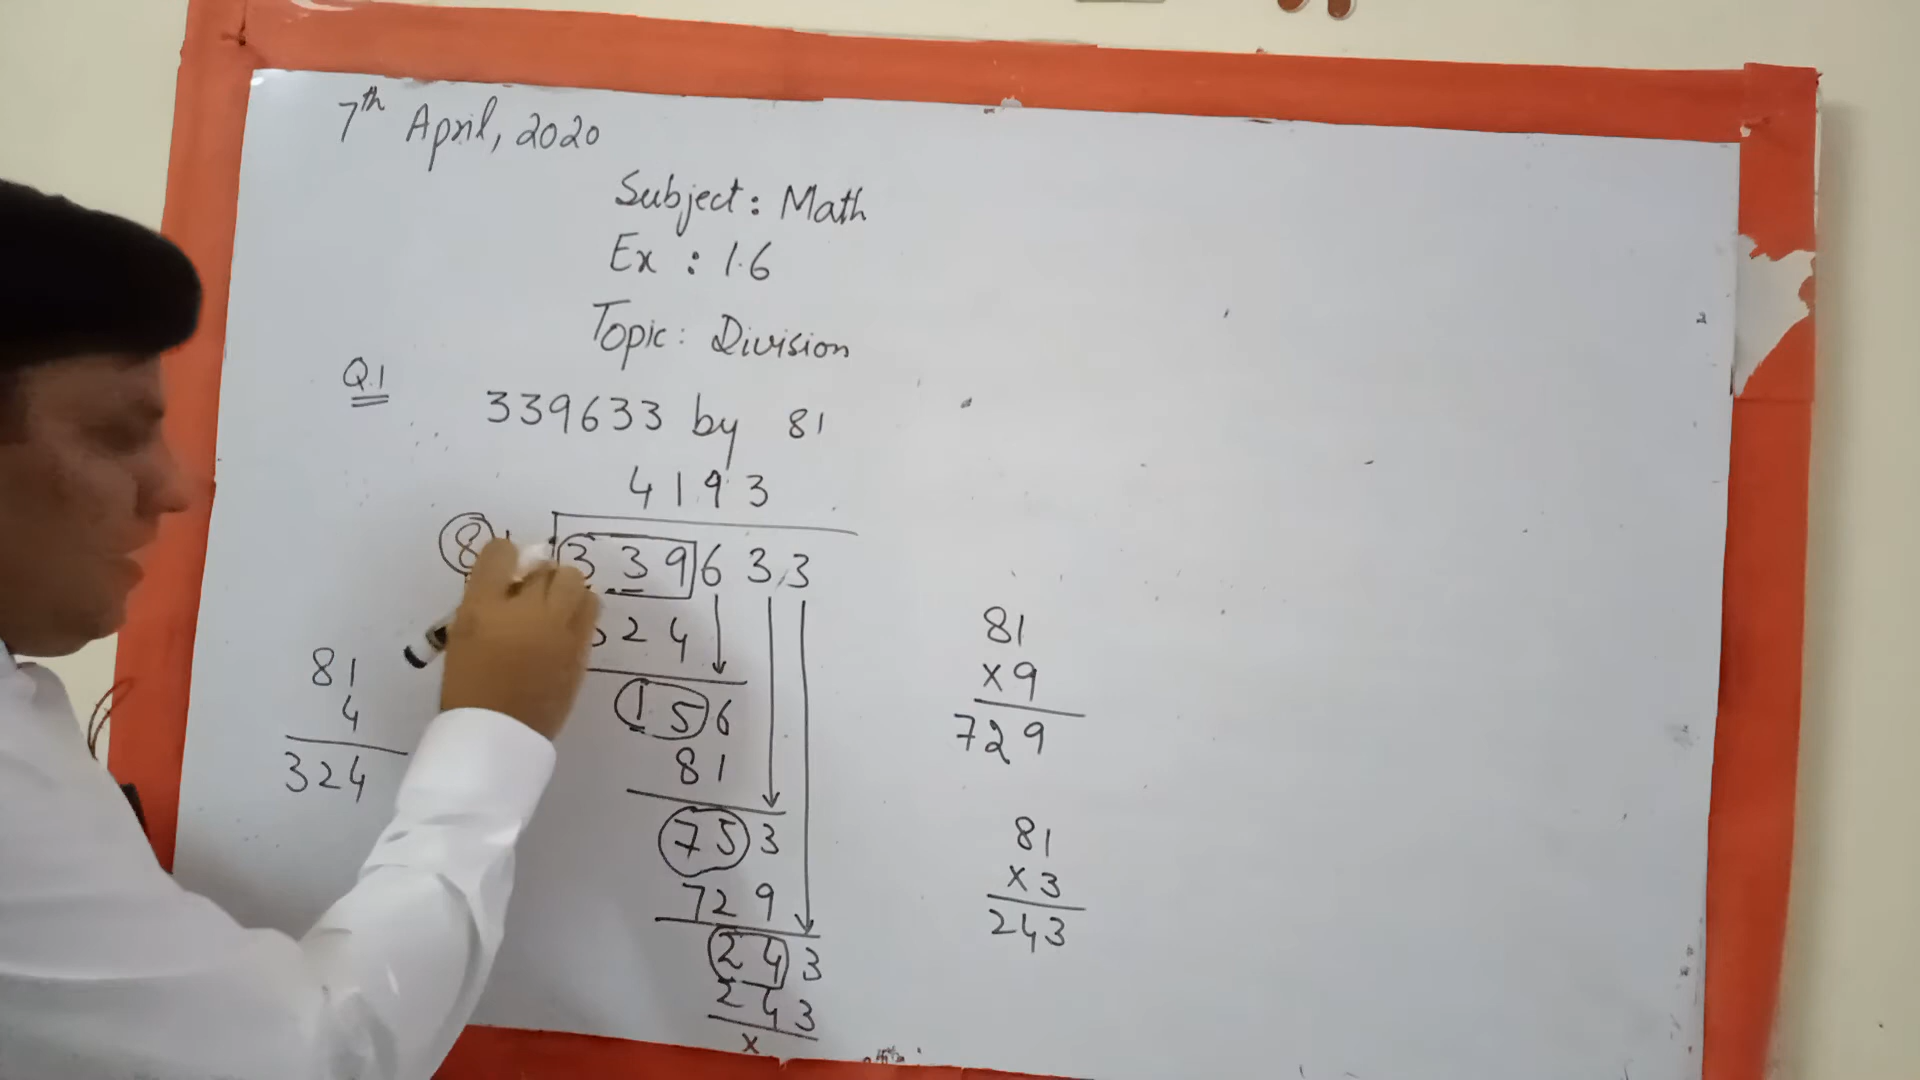 7th April, 2020
Subject: Math
Ex : 1.6
Topic: Division
Q.1
339633 by 81
4193
8 339633
324
156
81
753
729
243
243
x
81
4
324
81
x9
729
81
x3
243